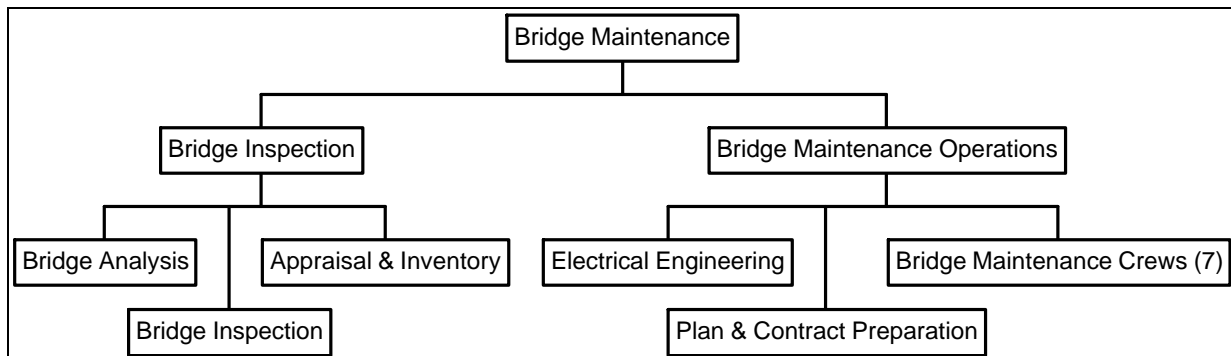 Bridge Maintenance
Bridge Inspection
Bridge Maintenance Operations
Bridge Analysis
Appraisal & Inventory
Electrical Engineering
Bridge Maintenance Crews (7)
Bridge Inspection
Plan & Contract Preparation